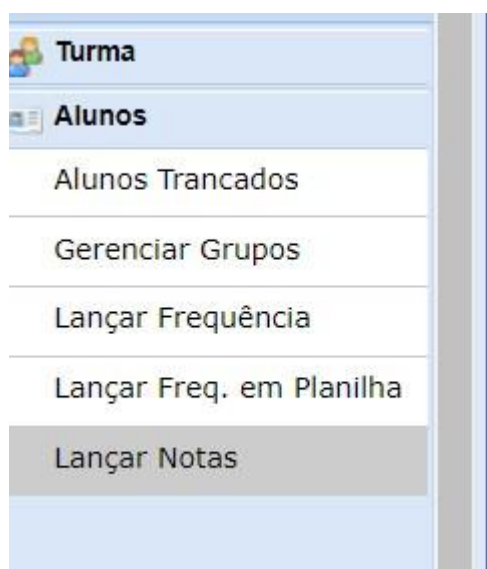 Turma
Alunos
Alunos Trancados
Gerenciar Grupos
Lançar Frequência
Lançar Freq. em Planilha
Lançar Notas